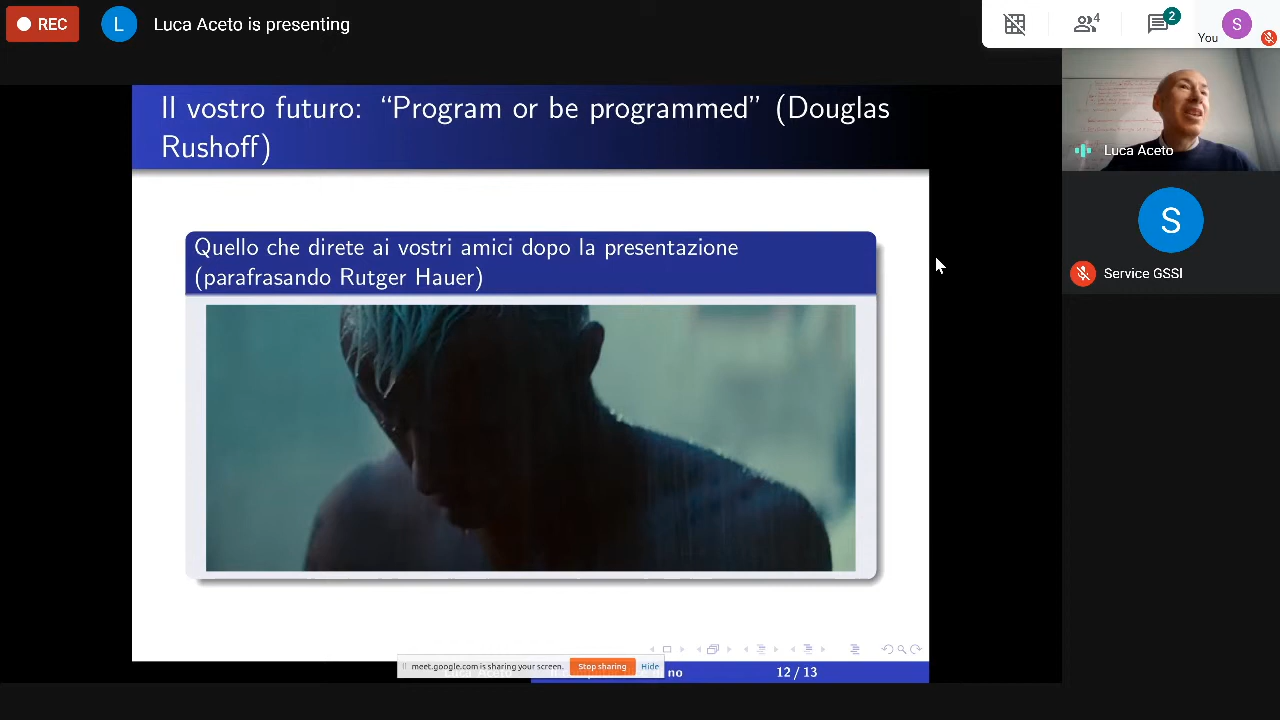 REC
L
Luca Aceto is presenting
4
2
You
S
Il vostro futuro: “Program or be programmed” (Douglas
Rushoff)
Luca Aceto
S
Service GSSI
Quello che direte ai vostri amici dopo la presentazione
(parafrasando Rutger Hauer)
meet.google.com is sharing your screen.
Stop sharing
Hide
no
12 / 13